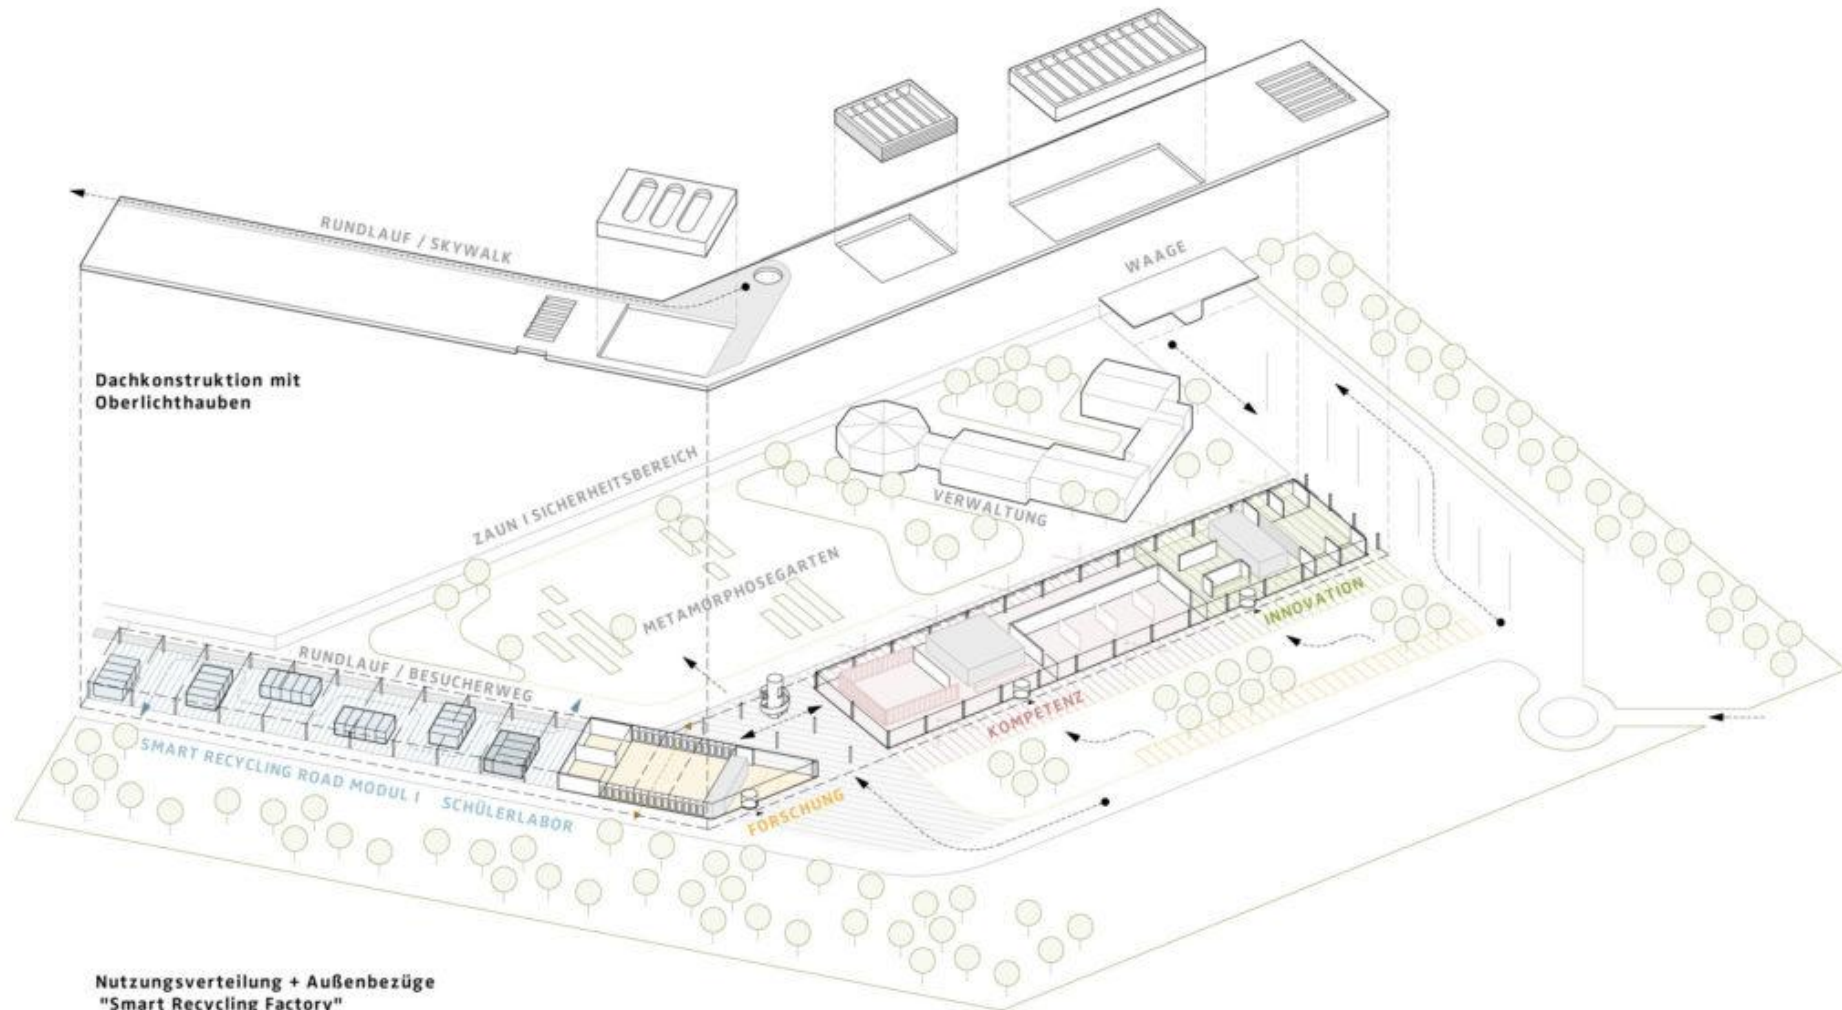 RUNDLAUF / SKYWALK
WAAGE
Dachkonstruktion mit
Oberlichthauben
ZAUN I SICHERHEITSBEREICH
VERWALTUNG
METAMORPHOSEGARTEN
INNOVATION
RUNDLAUF / BESUCHERWEG
KOMPETENZ
SMART RECYCLING ROAD MODUL I SCHÜLERLABOR
FORSCHUNG
Nutzungsverteilung + Außenbezüge
"Smart Recycling Factory"